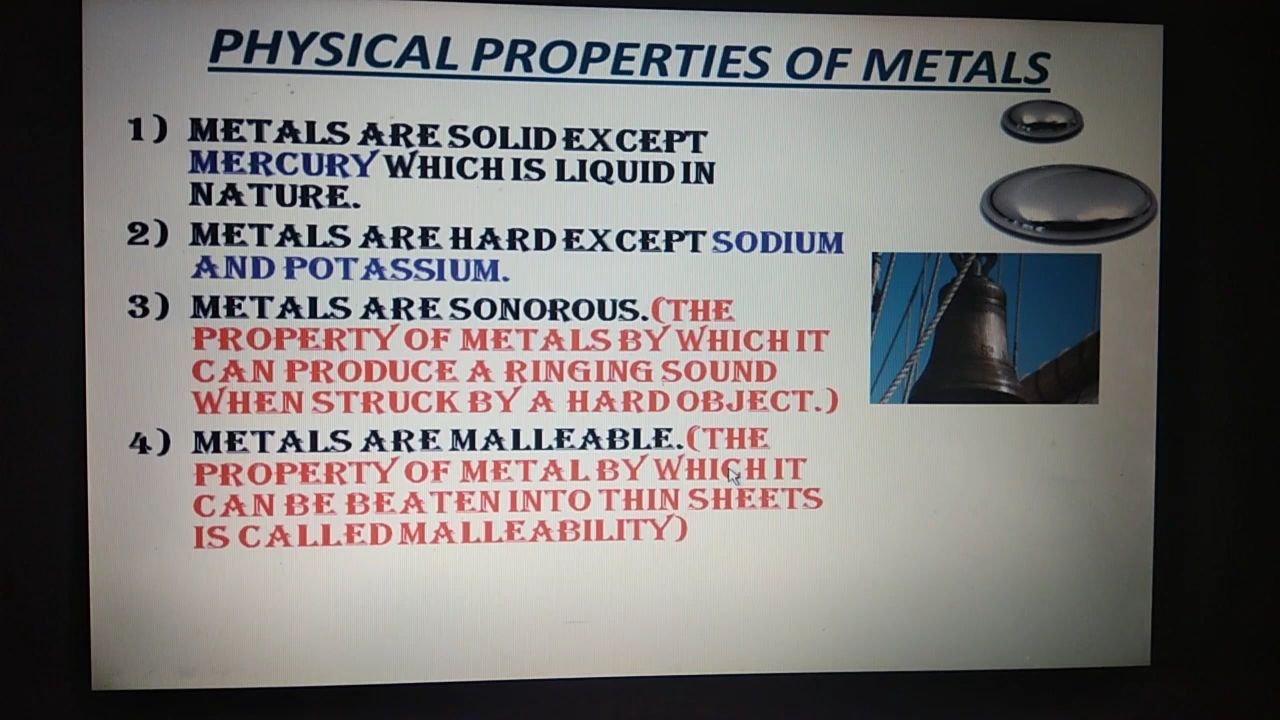 PHYSICAL PROPERTIES OF METALS
1) METALS ARE SOLID EXCEPT
MERCURY WHICH IS LIQUID IN
NATURE.
2) METALS ARE HARD EXCEPT SODIUM
AND POTASSIUM.
3) METALS ARE SONOROUS.(THE
PROPERTY OF METALS BY WHICH IT
CAN PRODUCE A RINGING SOUND
WHEN STRUCK BY A HARD OBJECT.)
4) METALS ARE MALLEABLE.(THE
PROPERTY OF METAL BY WHICH IT
CAN BE BEATEN INTO THIN SHEETS
IS CALLED MALLEABILITY)